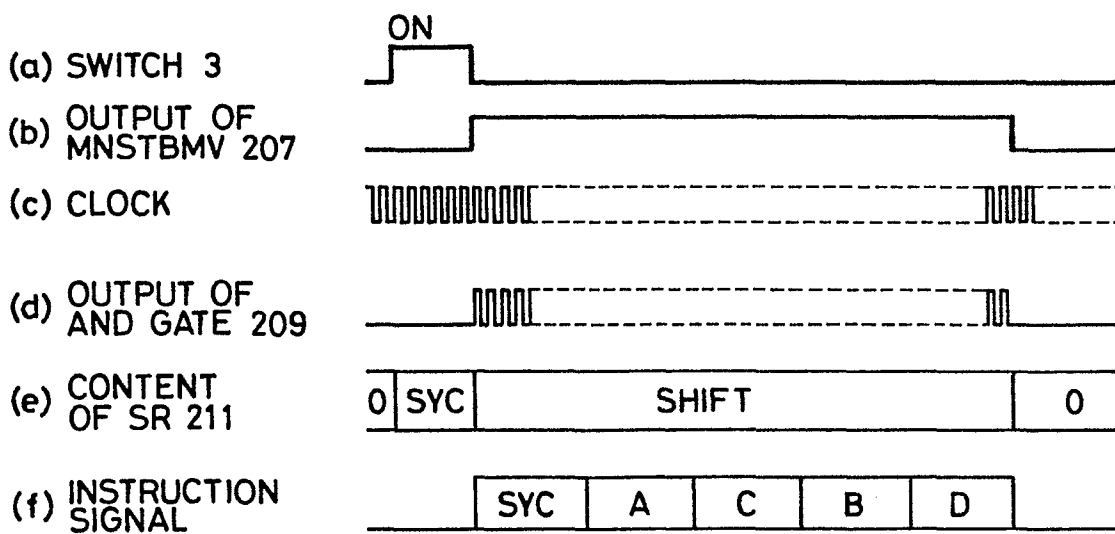 ON
(a) SWITCH 3
(b) OUTPUT OF
MNSTBMV 207
(c) CLOCK
(d) OUTPUT OF
AND GATE 209
(e) CONTENT
OF SR 211
0 SYC SHIFT 0
(f) INSTRUCTION
SIGNAL
SYC A C B D